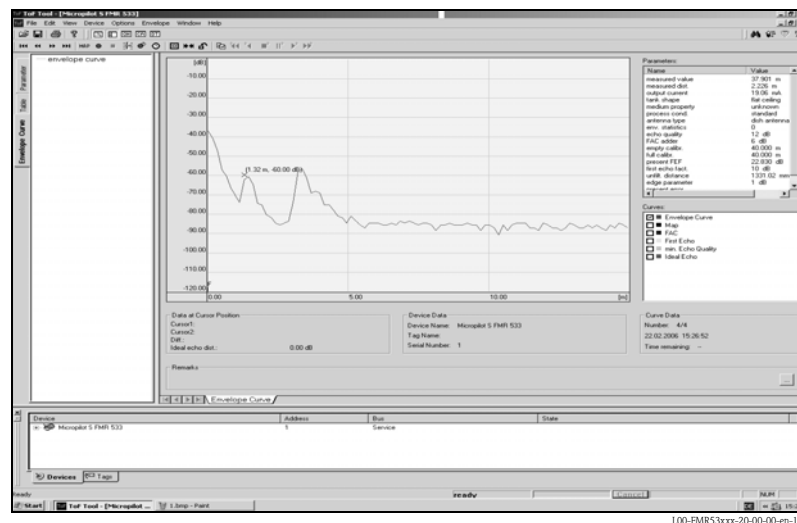 ToF Tool - [Micropilot S FMR 533]
File Edit View Device Options Envelope Window Help
Parameter
Table
Envelope Curve
envelope curve
[dB]
-10.00
-20.00
-30.00
-40.00
-50.00
-60.00
-70.00
-80.00
-90.00
-100.00
-110.00
-120.00
(1.32 m, -60.00 dB)
F
0.00 5.00 10.00 [m]
Parameters:
Name Value
measured value 37.901 m
measured dist. 2.226 m
output current 19.06 mA
tank shape flat ceiling
medium property unknown
process cond. standard
antenna type dish antenna
env. statistics 0
echo quality 12 dB
FAC adder 6 dB
empty calibr. 40.000 m
full calibr. 40.000 m
present FEF 22.830 dB
first echo fact. 10 dB
unfilt. distance 1331.02 mm
edge parameter 1 dB
present error
Curves:
Envelope Curve
Map
FAC
First Echo
min. Echo Quality
Ideal Echo
Data at Cursor Position
Cursor1:
Cursor2:
Diff.:
Ideal echo dist.: 0.00 dB
Device Data
Device Name: Micropilot S FMR 533
Tag Name:
Serial Number: 1
Curve Data
Number: 4/4
22.02.2006 15:26:52
Time remaining: --
Remarks
...
Envelope Curve
Device Address Bus State
Micropilot S FMR 533 1 Service
Devices Tags
Ready ready Cancel NUM
Start ToF Tool - [Micropilot ... 1.bmp - Paint
L00-FMR53xxx-20-00-00-en-1